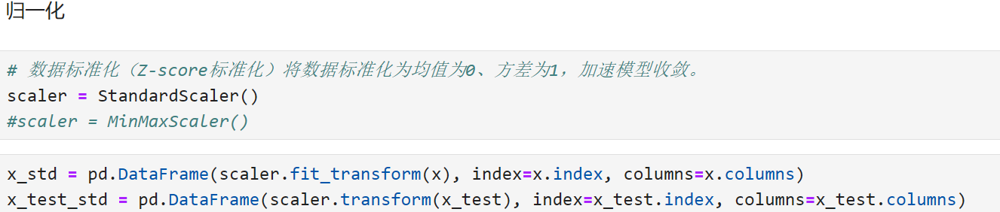 归一化
# 数据标准化（Z-score标准化）将数据标准化为均值为0、方差为1，加速模型收敛。
scaler = StandardScaler()
#scaler = MinMaxScaler()
x_std = pd.DataFrame(scaler.fit_transform(x), index=x.index, columns=x.columns)
x_test_std = pd.DataFrame(scaler.transform(x_test), index=x_test.index, columns=x_test.columns)